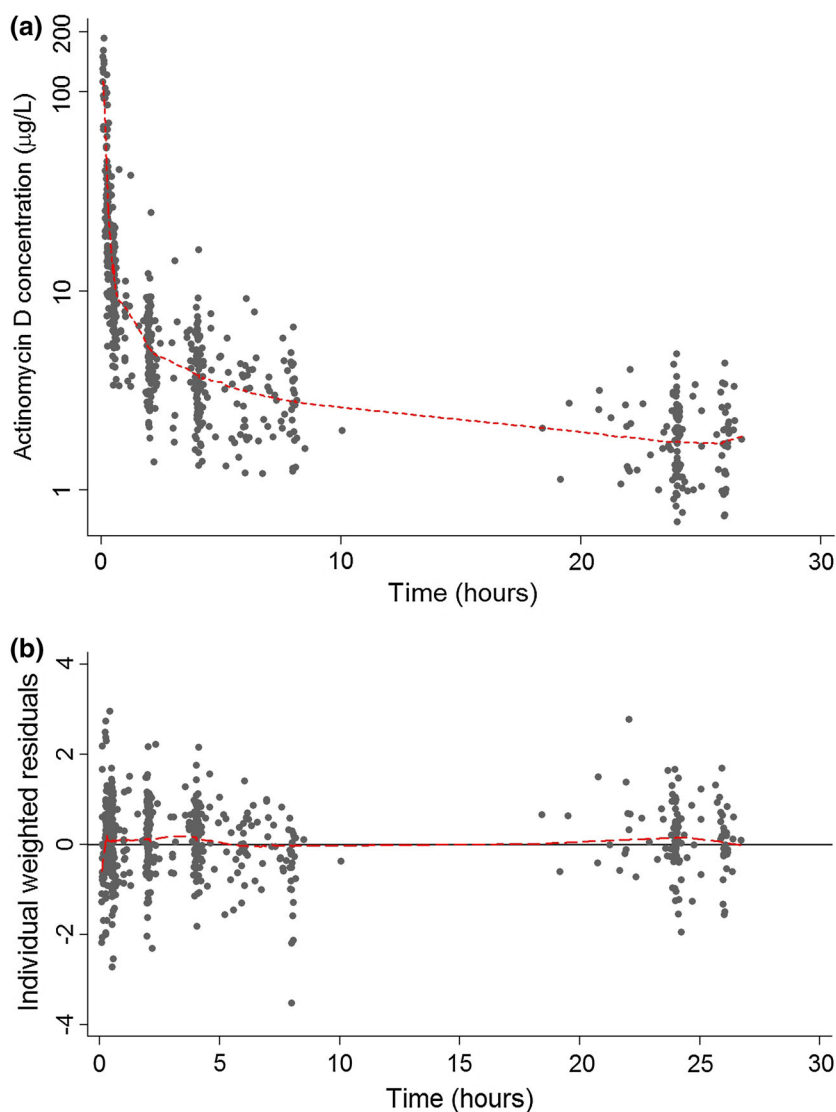 (a)
Actinomycin D concentration (μg/L)
200
100
10
1
0 10 20 30
Time (hours)
(b)
Individual weighted residuals
4
2
0
-2
-4
0 5 10 15 20 25 30
Time (hours)